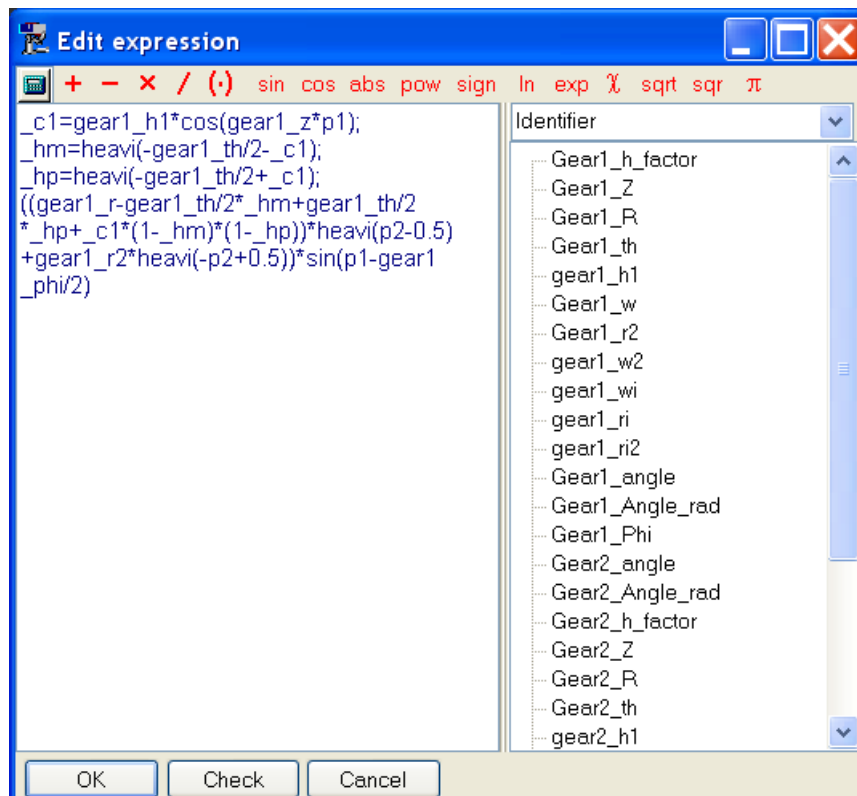 Edit expression
+ − × / (·) sin cos abs pow sign ln exp χ sqrt sqr π
_c1=gear1_h1*cos(gear1_z*p1);
_hm=heavi(-gear1_th/2-_c1);
_hp=heavi(-gear1_th/2+_c1);
((gear1_r-gear1_th/2*_hm+gear1_th/2
*_hp+_c1*(1-_hm)*(1-_hp))*heavi(p2-0.5)
+gear1_r2*heavi(-p2+0.5))*sin(p1-gear1
_phi/2)
Identifier
Gear1_h_factor
Gear1_Z
Gear1_R
Gear1_th
gear1_h1
Gear1_w
Gear1_r2
gear1_w2
gear1_wi
gear1_ri
gear1_ri2
Gear1_angle
Gear1_Angle_rad
Gear1_Phi
Gear2_angle
Gear2_Angle_rad
Gear2_h_factor
Gear2_Z
Gear2_R
Gear2_th
gear2_h1
OK Check Cancel